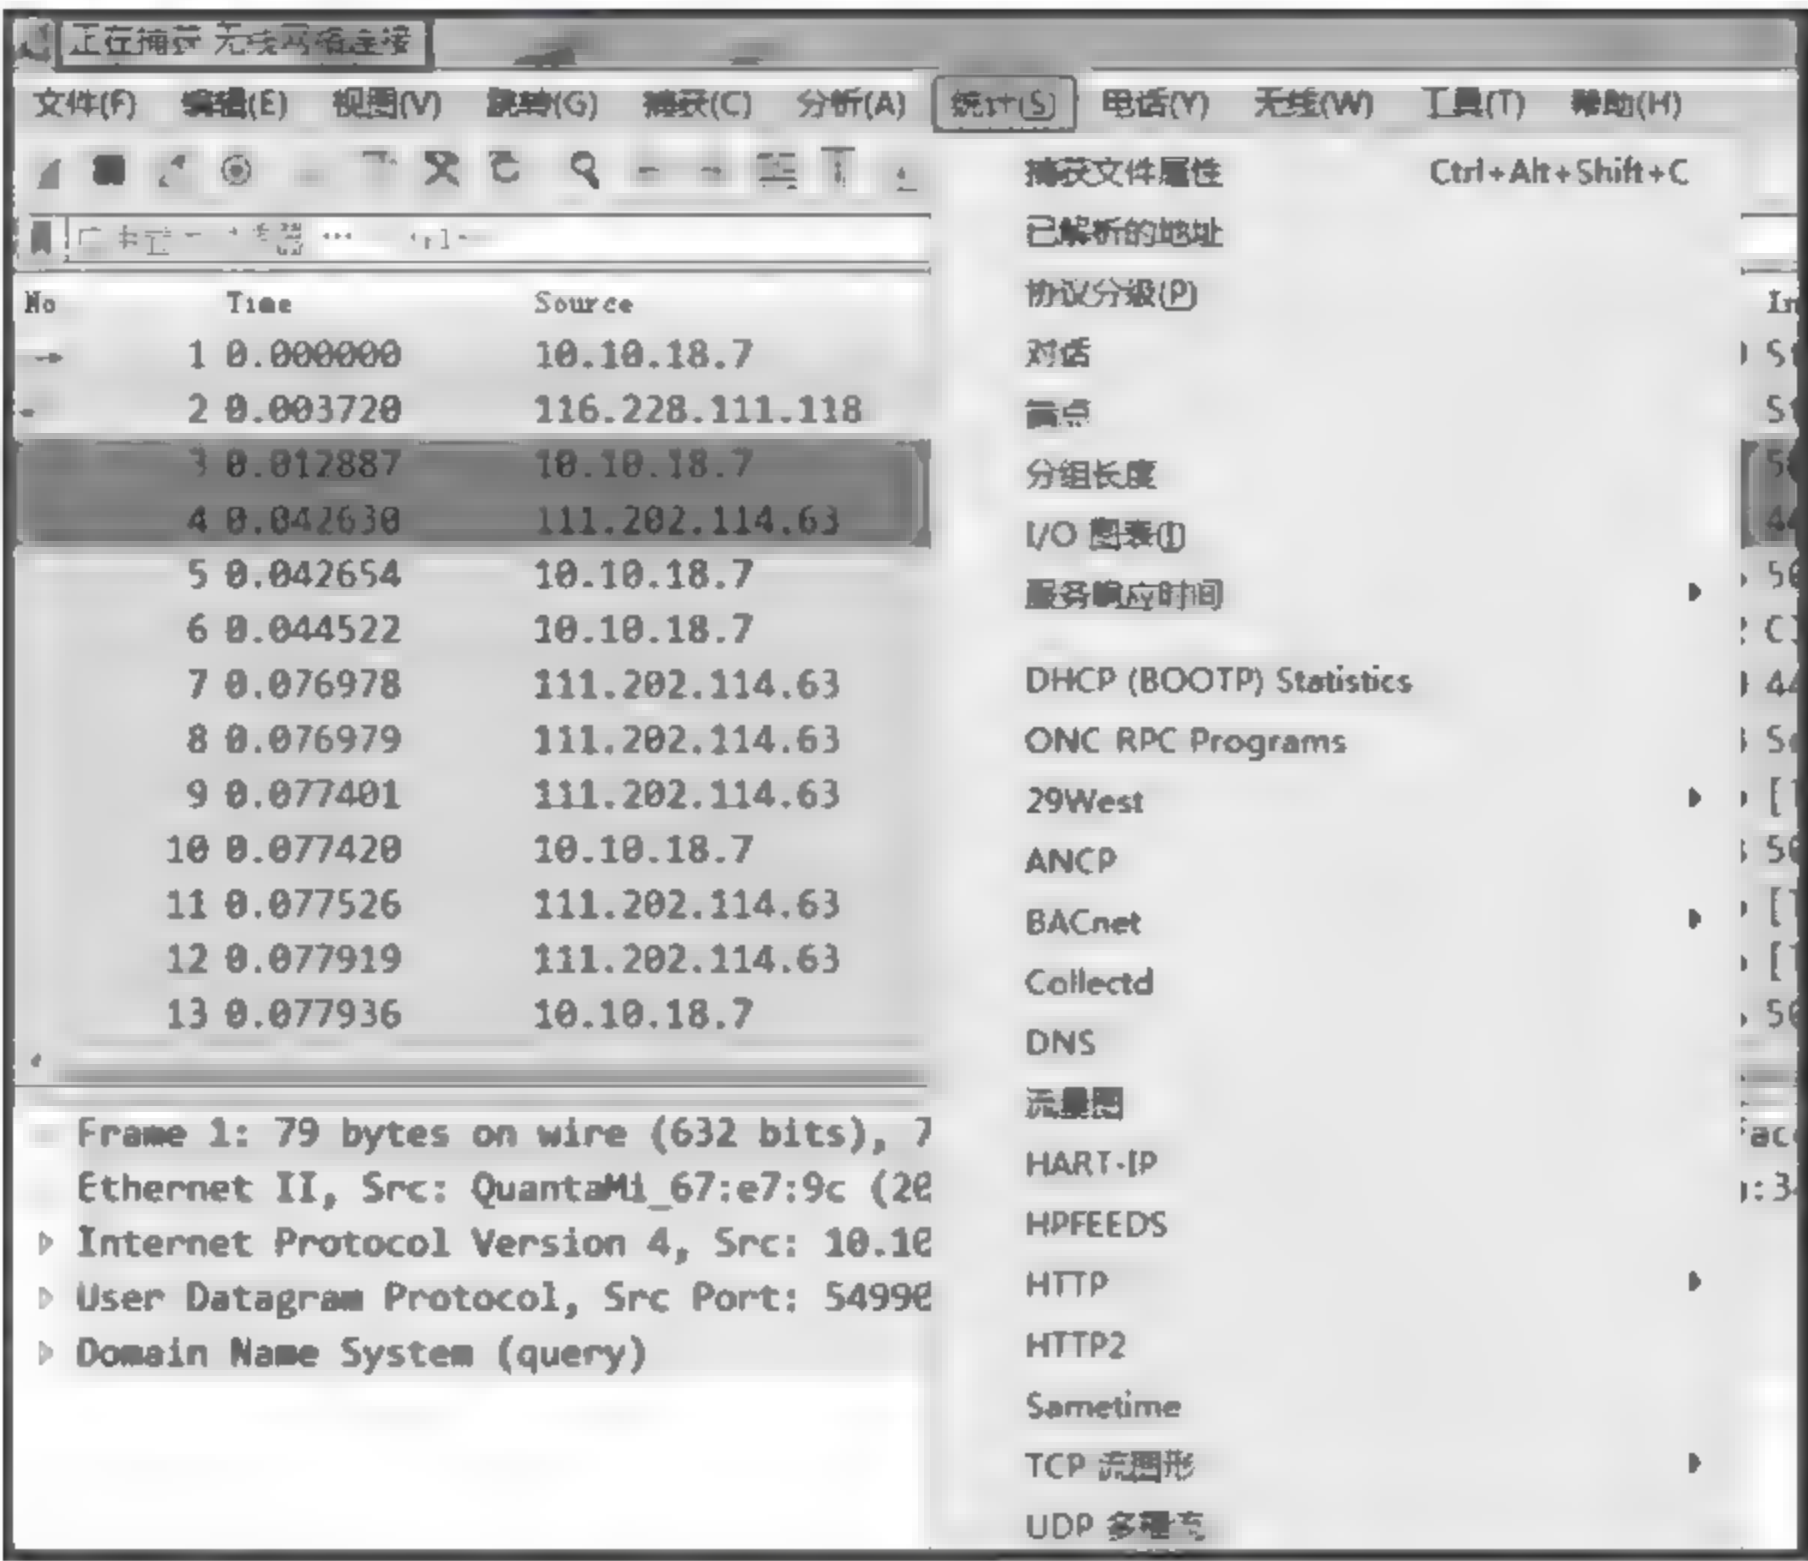 正在捕获 无线网络连接
文件(F) 编辑(E) 视图(V) 跳转(G) 捕获(C) 分析(A) 统计(S) 电话(Y) 无线(W) 工具(T) 帮助(H)
捕获文件属性 Ctrl+Alt+Shift+C
已解析的地址
协议分级(P)
对话
端点
分组长度
I/O 图表(I)
服务响应时间
DHCP (BOOTP) Statistics
ONC RPC Programs
29West
ANCP
BACnet
Collectd
DNS
流量图
HART-IP
HPFEEDS
HTTP
HTTP2
Sametime
TCP 流图形
UDP 多播流
No Time Source
1 0.000000 10.10.18.7
2 0.003720 116.228.111.118
3 0.012887 10.10.18.7
4 0.042630 111.202.114.63
5 0.042654 10.10.18.7
6 0.044522 10.10.18.7
7 0.076978 111.202.114.63
8 0.076979 111.202.114.63
9 0.077401 111.202.114.63
10 0.077420 10.10.18.7
11 0.077526 111.202.114.63
12 0.077919 111.202.114.63
13 0.077936 10.10.18.7
Frame 1: 79 bytes on wire (632 bits), 7
Ethernet II, Src: QuantaMi_67:e7:9c (20
Internet Protocol Version 4, Src: 10.10
User Datagram Protocol, Src Port: 54990
Domain Name System (query)